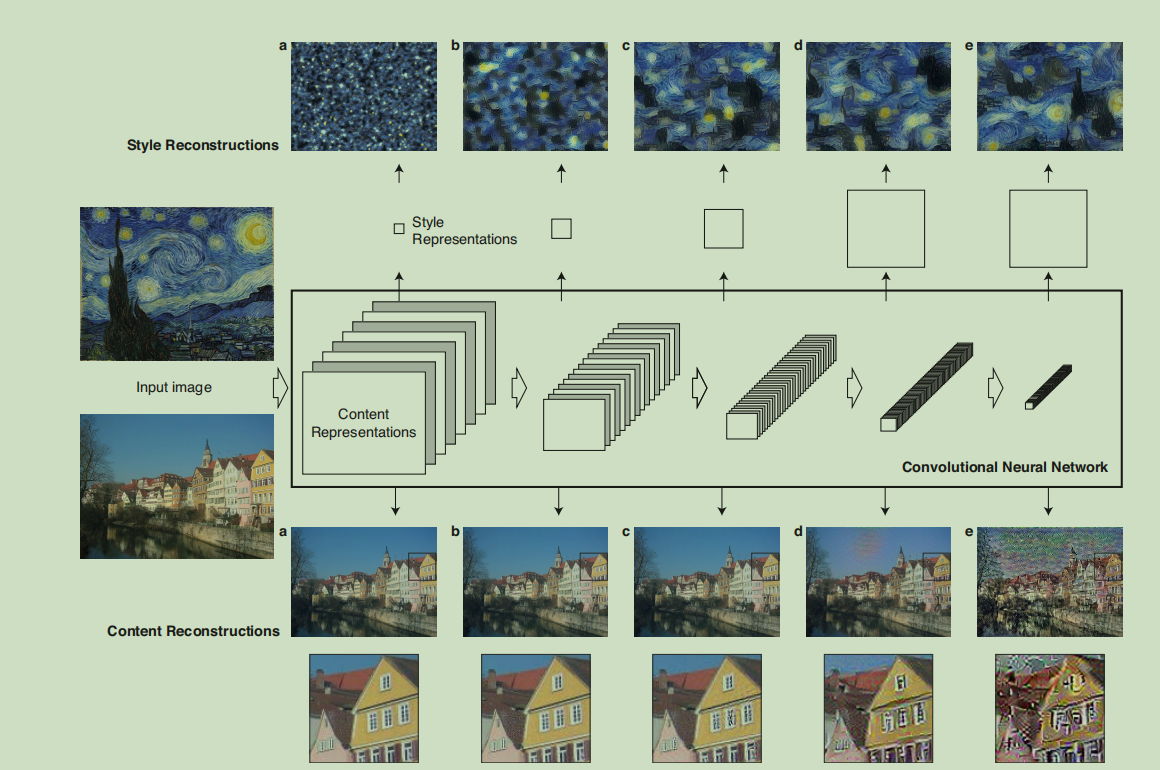 a
b
c
d
e
Style Reconstructions
Style
Representations
Input image
Content
Representations
Convolutional Neural Network
a
b
c
d
e
Content Reconstructions